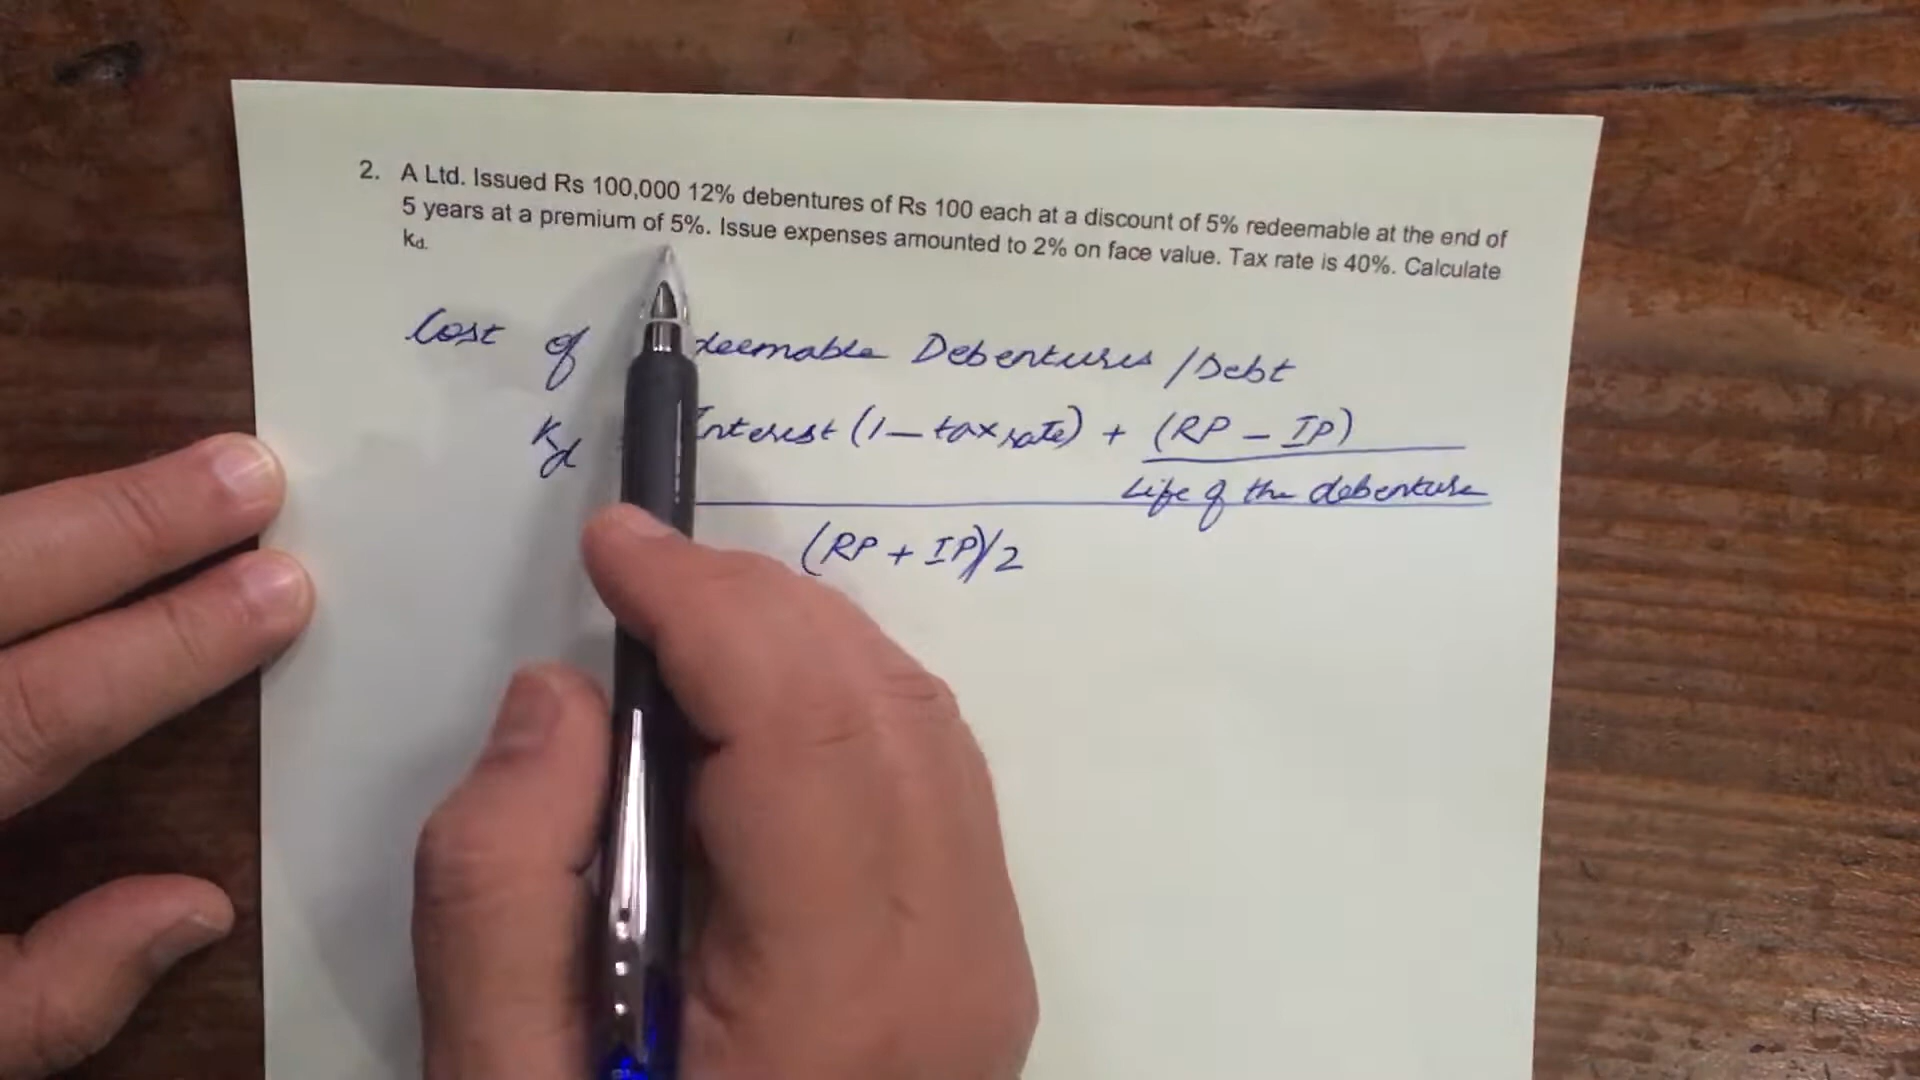 2. A Ltd. Issued Rs 100,000 12% debentures of Rs 100 each at a discount of 5% redeemable at the end of
5 years at a premium of 5%. Issue expenses amounted to 2% on face value. Tax rate is 40%. Calculate
kd.
Cost of deemable Debentures / Debt
Kd Interest (1 - tax rate) + (RP - IP)
Life of the debenture
(RP + IP)/2